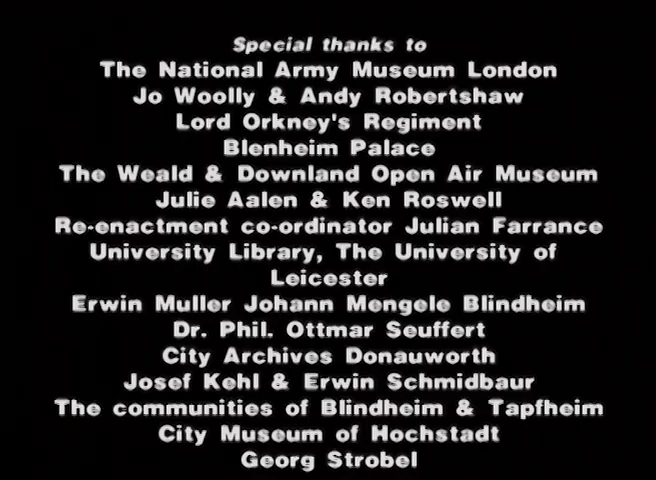 Special thanks to
The National Army Museum London
Jo Woolly & Andy Robertshaw
Lord Orkney's Regiment
Blenheim Palace
The Weald & Downland Open Air Museum
Julie Aalen & Ken Roswell
Re-enactment co-ordinator Julian Farrance
University Library, The University of
Leicester
Erwin Muller Johann Mengele Blindheim
Dr. Phil. Ottmar Seuffert
City Archives Donauworth
Josef Kehl & Erwin Schmidbaur
The communities of Blindheim & Tapfheim
City Museum of Hochstadt
Georg Strobel